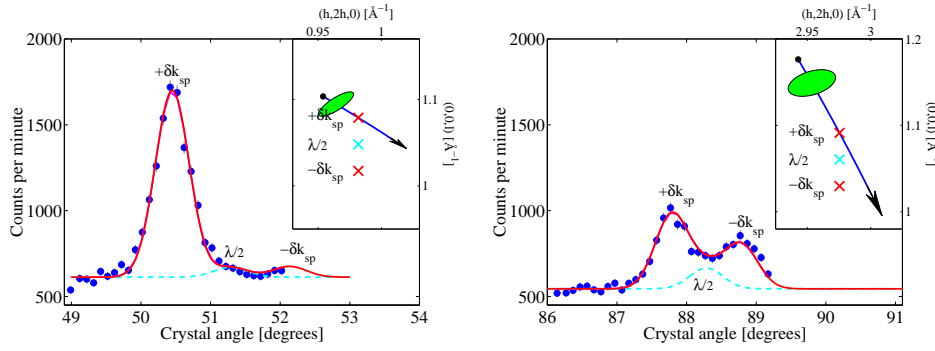 (h,2h,0) [Å⁻¹]
0.95 1
2000
1500
1000
500
Counts per minute
+δk_sp
λ/2
−δk_sp
+δk_sp
λ/2
−δk_sp
1.1
1
(0,0,l) [Å⁻¹]
49 50 51 52 53 54
Crystal angle [degrees]
(h,2h,0) [Å⁻¹]
2.95 3
2000
1500
1000
500
Counts per minute
+δk_sp
−δk_sp
λ/2
+δk_sp
λ/2
−δk_sp
1.2
1.1
1
(0,0,l) [Å⁻¹]
86 87 88 89 90 91
Crystal angle [degrees]